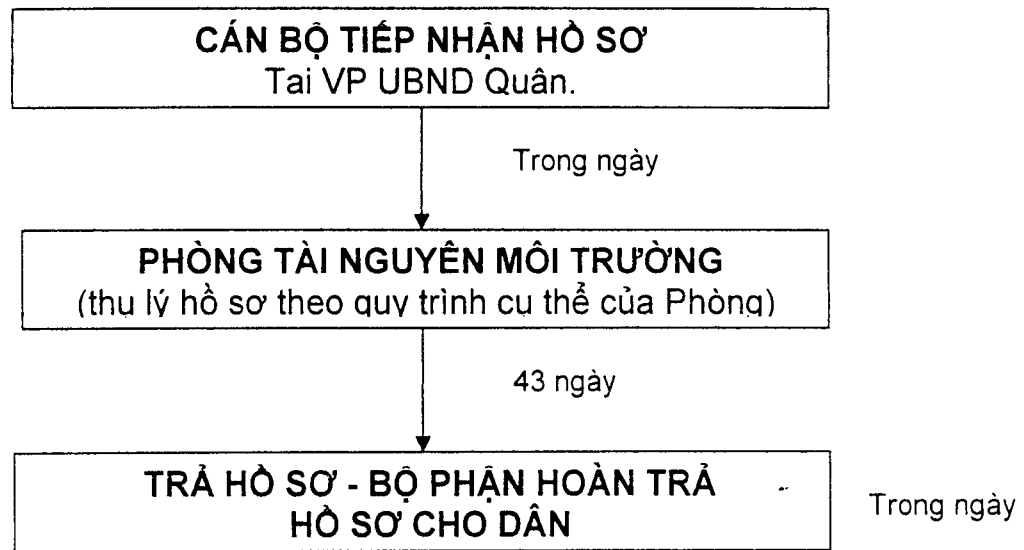 CÁN BỘ TIẾP NHẬN HỒ SƠ
Tai VP UBND Quân.
Trong ngày
PHÒNG TÀI NGUYÊN MÔI TRƯỜNG
(thu lý hồ sơ theo quy trình cu thể của Phòng)
43 ngày
TRẢ HỒ SƠ - BỘ PHẬN HOÀN TRẢ
HỒ SƠ CHO DÂN
Trong ngày